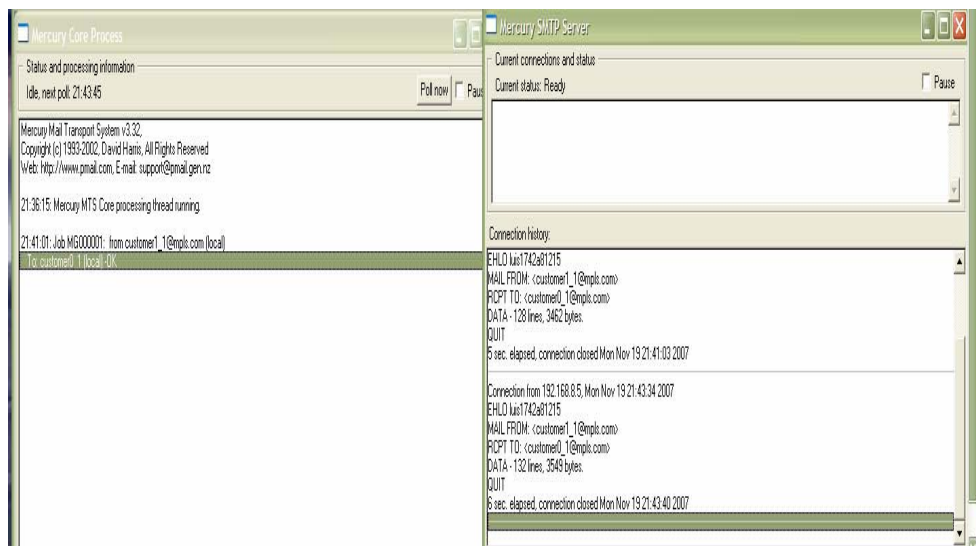 Mercury Core Process
Status and processing information
Idle, next poll: 21:43:45
Poll now
Paus
Mercury Mail Transport System v3.32,
Copyright (c) 1993-2002, David Harris, All Rights Reserved
Web: http://www.pmail.com, E-mail: support@pmail.gen.nz
21:36:15: Mercury MTS Core processing thread running.
21:41:01: Job MG000001: from customer1_1@mpls.com (local)
To: customer0_1 (local) -OK
Mercury SMTP Server
Current connections and status
Current status: Ready
Pause
Connection history:
EHLO luis1742a81215
MAIL FROM: <customer1_1@mpls.com>
RCPT TO: <customer0_1@mpls.com>
DATA - 128 lines, 3462 bytes.
QUIT
5 sec. elapsed, connection closed Mon Nov 19 21:41:03 2007
Connection from 192.168.8.5, Mon Nov 19 21:43:34 2007
EHLO luis1742a81215
MAIL FROM: <customer1_1@mpls.com>
RCPT TO: <customer0_1@mpls.com>
DATA - 132 lines, 3549 bytes.
QUIT
6 sec. elapsed, connection closed Mon Nov 19 21:43:40 2007